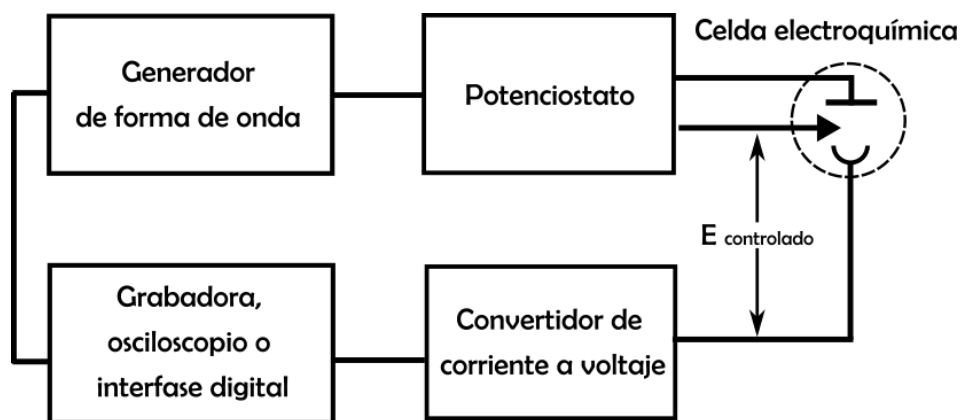 Generador
de forma de onda
Potenciostato
Celda electroquímica
E controlado
Grabadora,
osciloscopio o
interfase digital
Convertidor de
corriente a voltaje